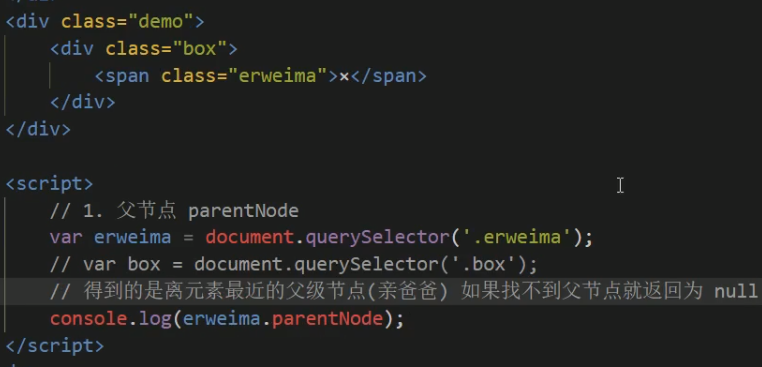 <div class="demo">
<div class="box">
<span class="erweima">×</span>
</div>
</div>
<script>
// 1. 父节点 parentNode
var erweima = document.querySelector('.erweima');
// var box = document.querySelector('.box');
// 得到的是离元素最近的父级节点(亲爸爸) 如果找不到父节点就返回为 null
console.log(erweima.parentNode);
</script>